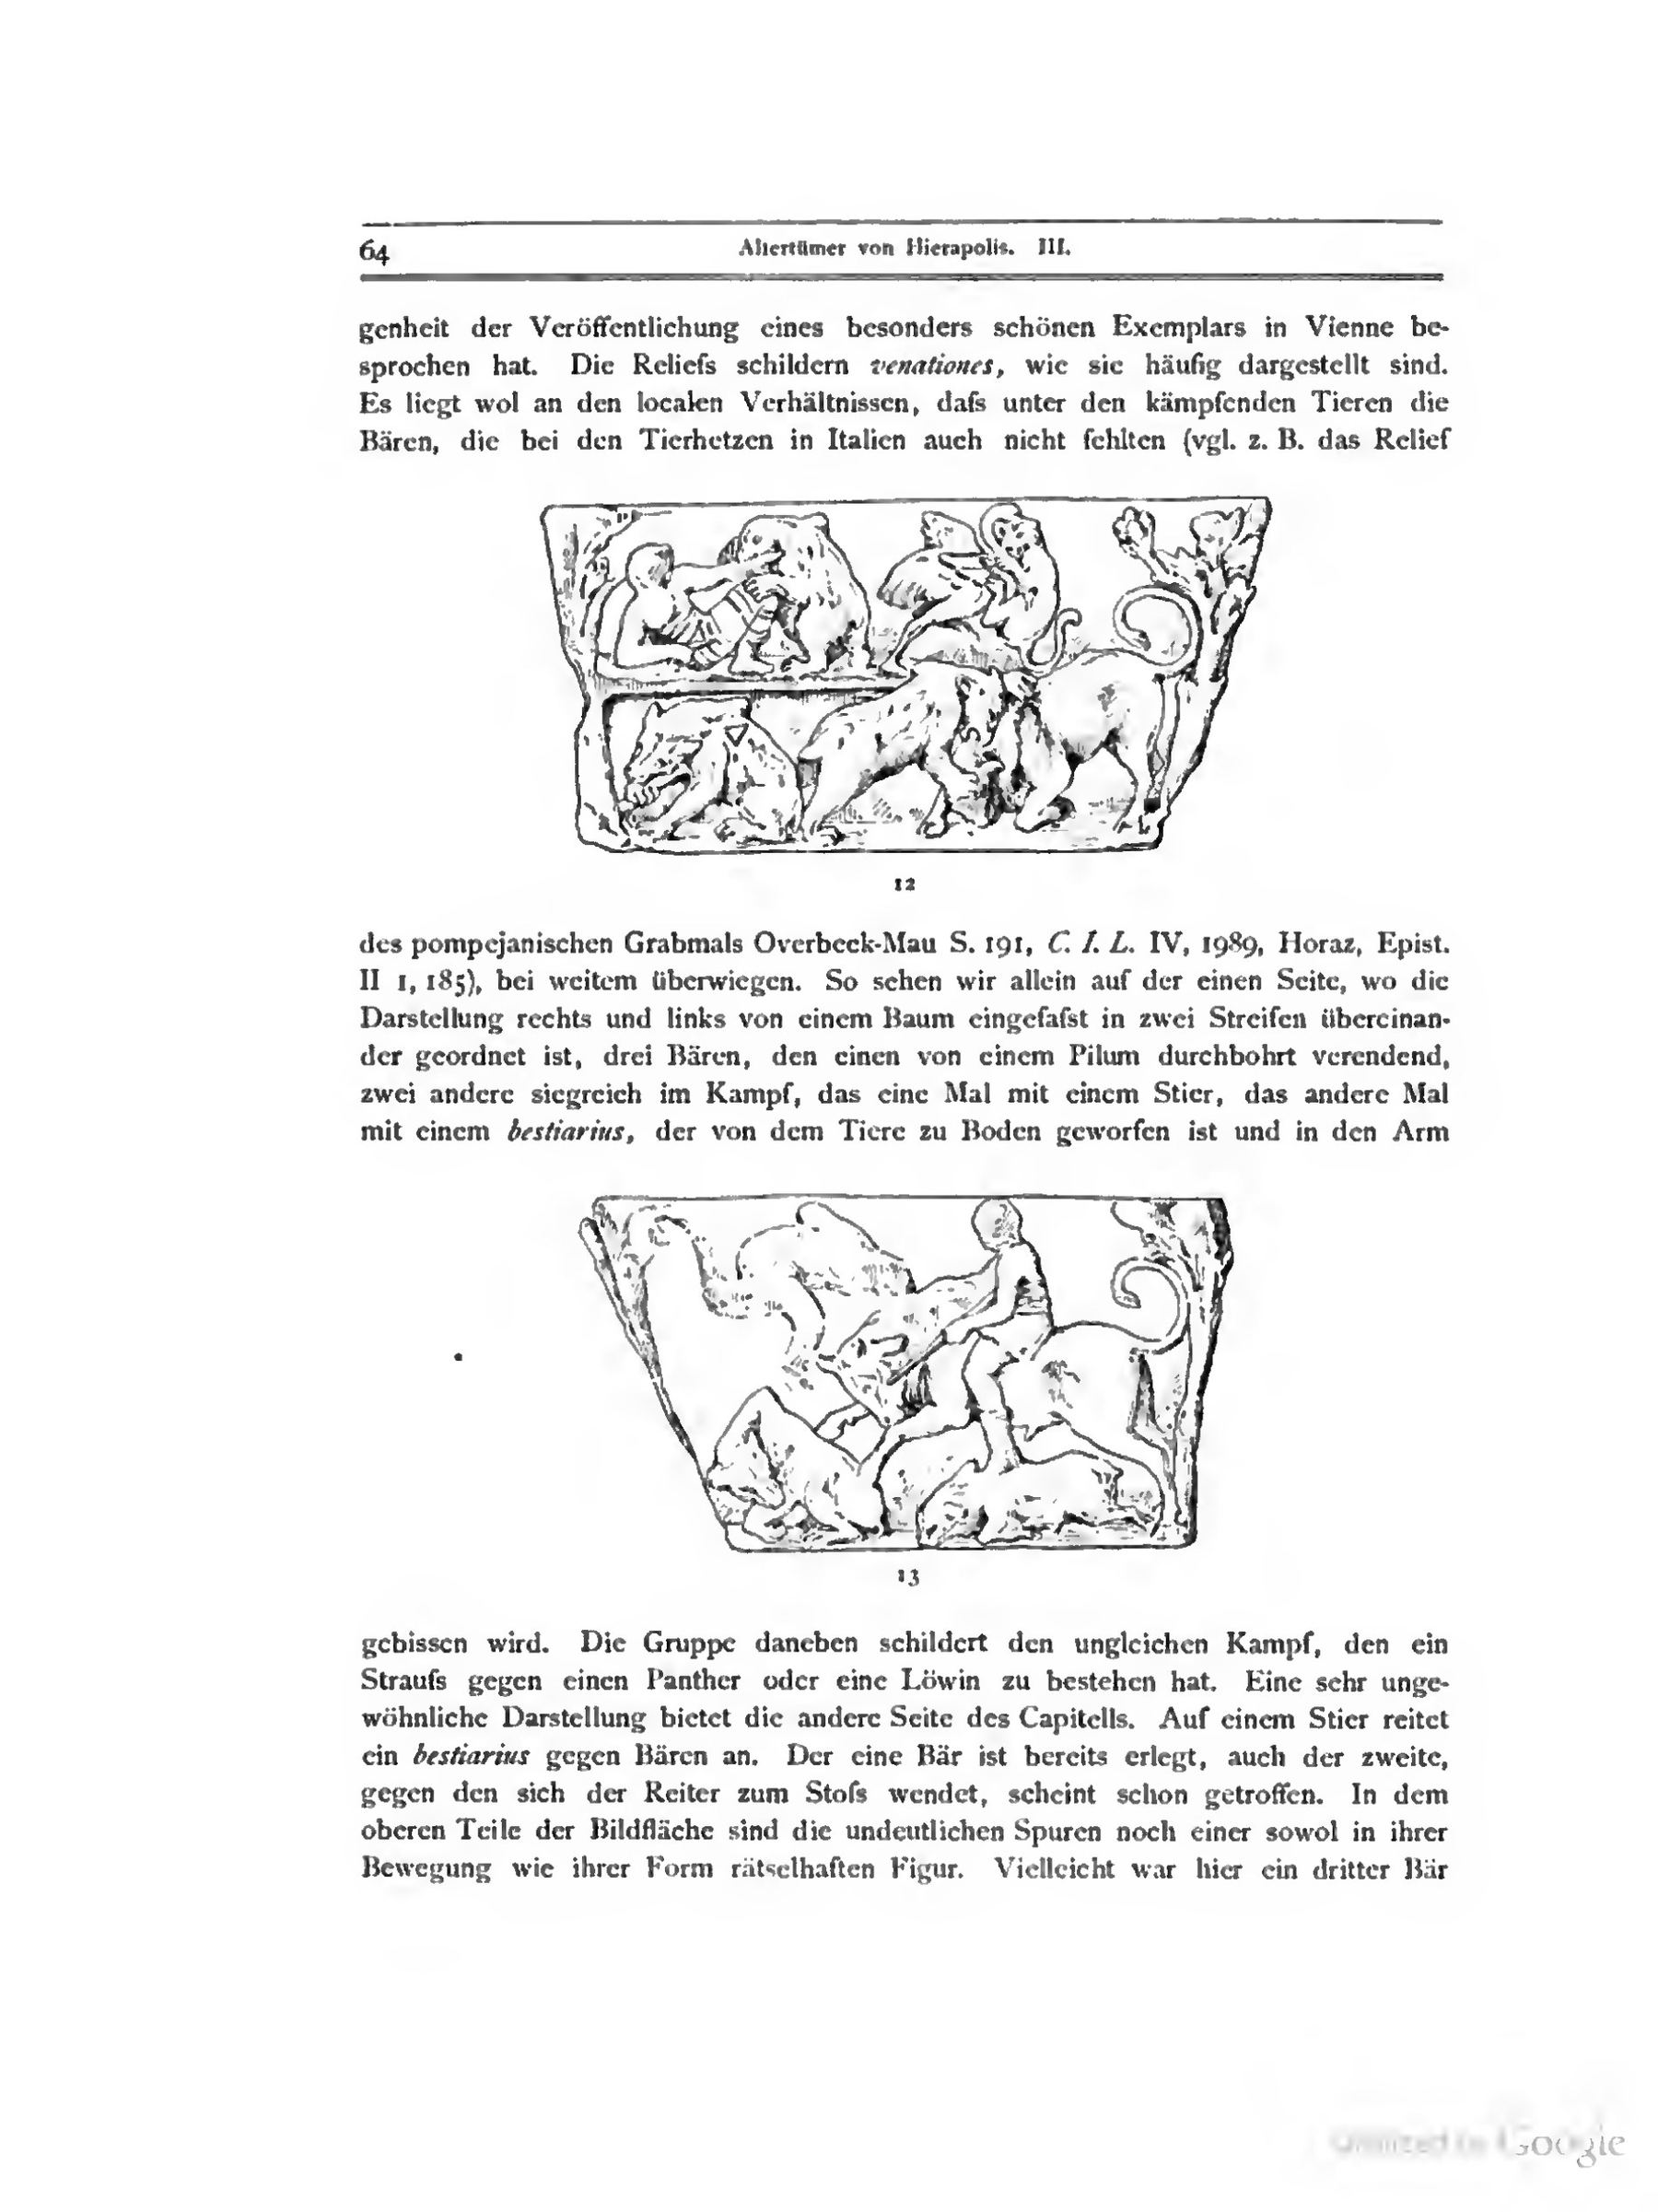 64
Altertümer von Hierapolis. III.
genheit der Veröffentlichung eines besonders schönen Exemplars in Vienne be-
sprochen hat. Die Reliefs schildern venationes, wie sie häufig dargestellt sind.
Es liegt wol an den localen Verhältnissen, dafs unter den kämpfenden Tieren die
Bären, die bei den Tierhetzen in Italien auch nicht fehlten (vgl. z. B. das Relief
12
des pompejanischen Grabmals Overbeck-Mau S. 191, C. I. L. IV, 1989, Horaz, Epist.
II 1, 185), bei weitem überwiegen. So sehen wir allein auf der einen Seite, wo die
Darstellung rechts und links von einem Baum eingefafst in zwei Streifen übereinan-
der geordnet ist, drei Bären, den einen von einem Pilum durchbohrt verendend,
zwei andere siegreich im Kampf, das eine Mal mit einem Stier, das andere Mal
mit einem bestiarius, der von dem Tiere zu Boden geworfen ist und in den Arm
13
gebissen wird. Die Gruppe daneben schildert den ungleichen Kampf, den ein
Straufs gegen einen Panther oder eine Löwin zu bestehen hat. Eine sehr unge-
wöhnliche Darstellung bietet die andere Seite des Capitells. Auf einem Stier reitet
ein bestiarius gegen Bären an. Der eine Bär ist bereits erlegt, auch der zweite,
gegen den sich der Reiter zum Stofs wendet, scheint schon getroffen. In dem
oberen Teile der Bildfläche sind die undeutlichen Spuren noch einer sowol in ihrer
Bewegung wie ihrer Form rätselhaften Figur. Vielleicht war hier ein dritter Bär
Digitized by Google